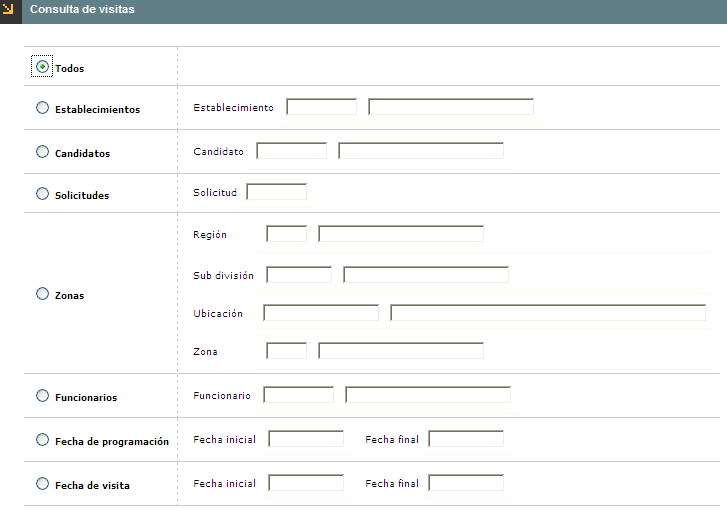 Consulta de visitas
Todos
Establecimientos Establecimiento
Candidatos Candidato
Solicitudes Solicitud
Región
Sub división
Zonas
Ubicación
Zona
Funcionarios Funcionario
Fecha de programación Fecha inicial Fecha final
Fecha de visita Fecha inicial Fecha final